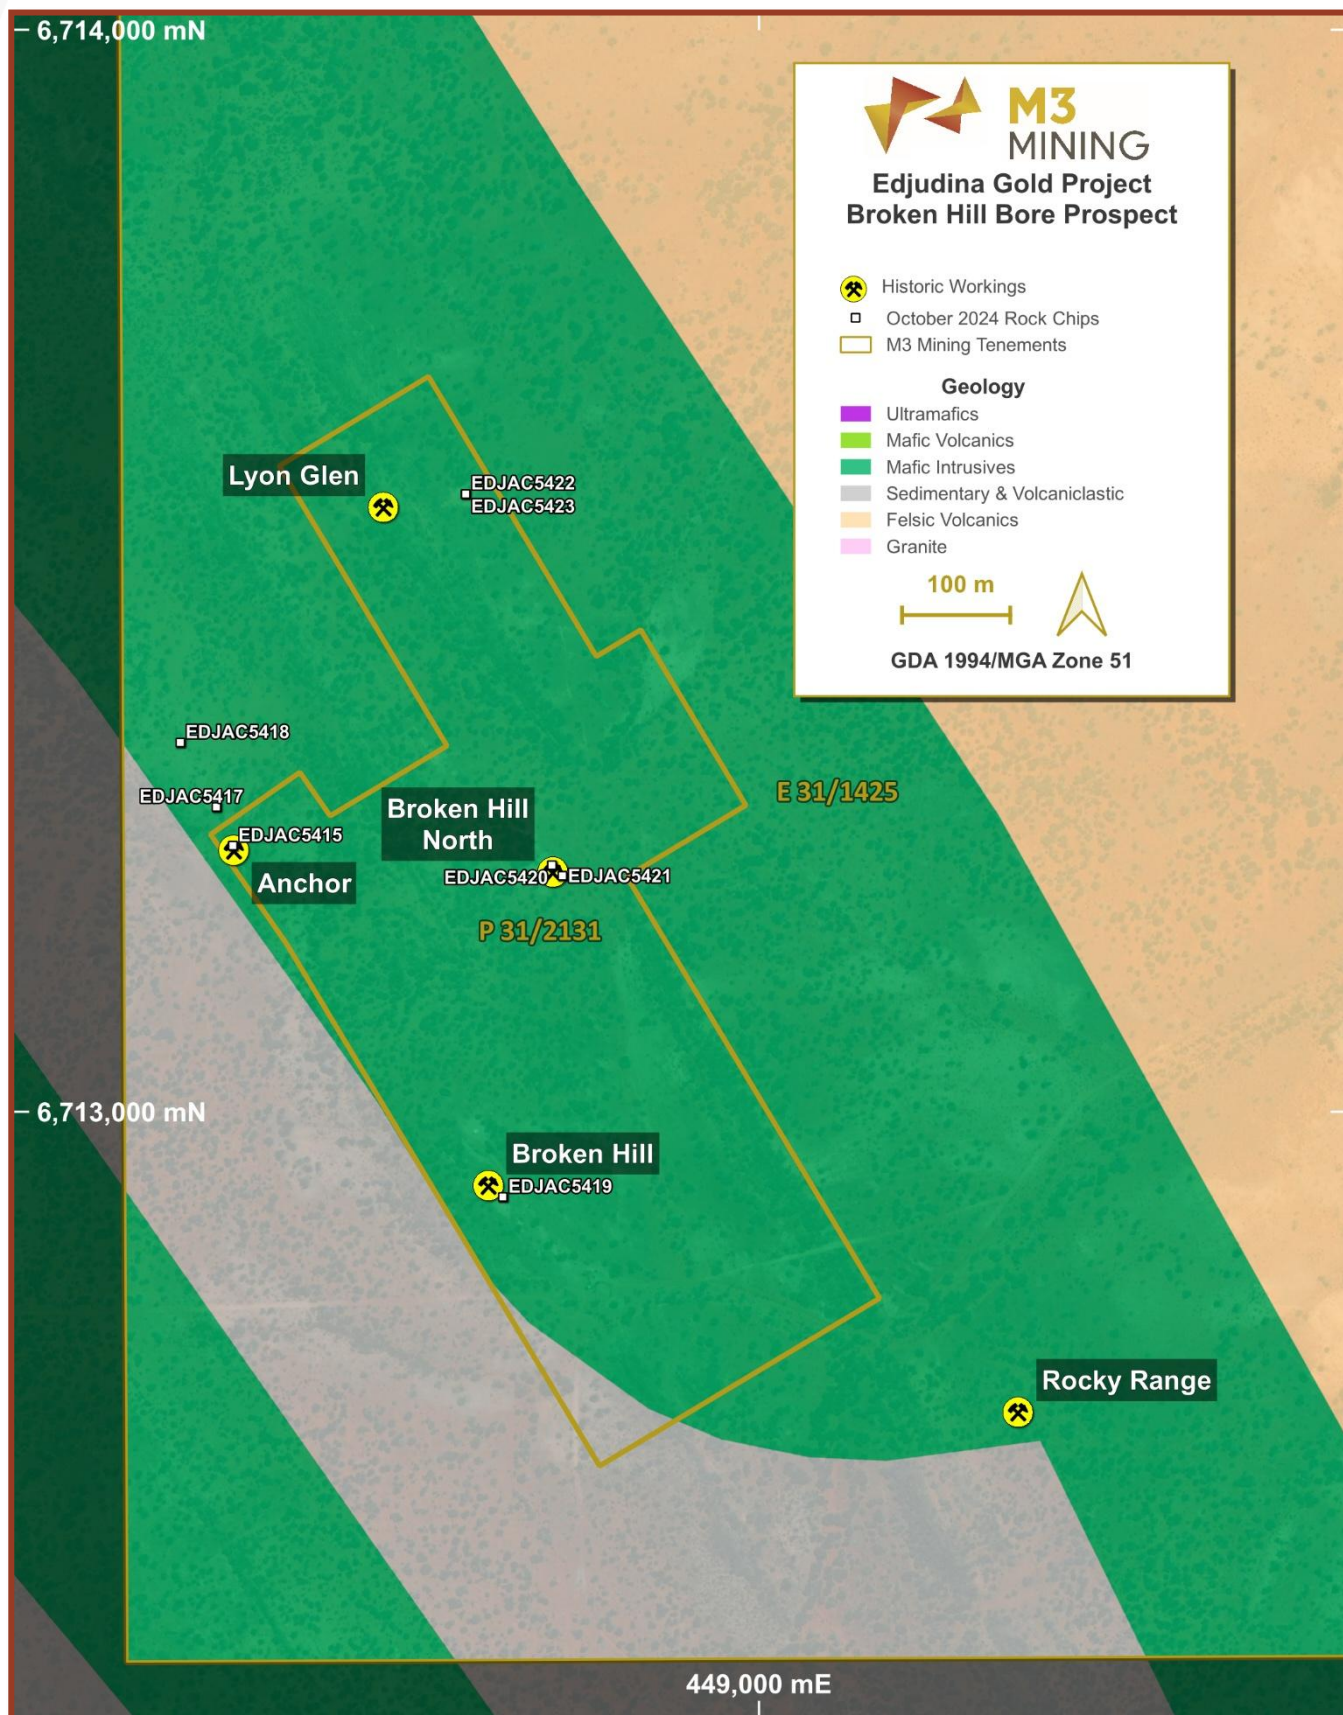 6,714,000 mN
M3
MINING
Edjudina Gold Project
Broken Hill Bore Prospect
Historic Workings
October 2024 Rock Chips
M3 Mining Tenements
Geology
Ultramafics
Mafic Volcanics
Mafic Intrusives
Sedimentary & Volcaniclastic
Felsic Volcanics
Granite
100 m
GDA 1994/MGA Zone 51
Lyon Glen
EDJAC5422
EDJAC5423
EDJAC5418
EDJAC5417
EDJAC5415
Anchor
Broken Hill
North
EDJAC5420
EDJAC5421
E 31/1425
P 31/2131
6,713,000 mN
Broken Hill
EDJAC5419
Rocky Range
449,000 mE